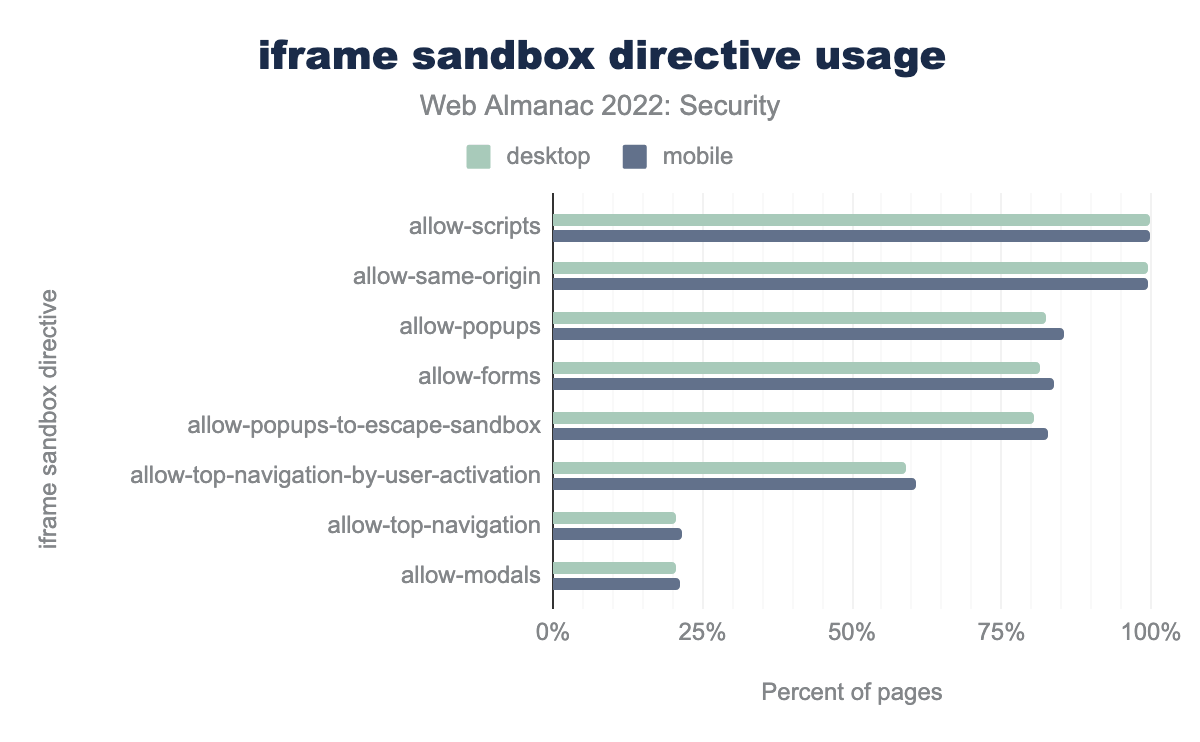 iframe sandbox directive usage
Web Almanac 2022: Security
desktop
mobile
iframe sandbox directive
allow-scripts
allow-same-origin
allow-popups
allow-forms
allow-popups-to-escape-sandbox
allow-top-navigation-by-user-activation
allow-top-navigation
allow-modals
0% 25% 50% 75% 100%
Percent of pages